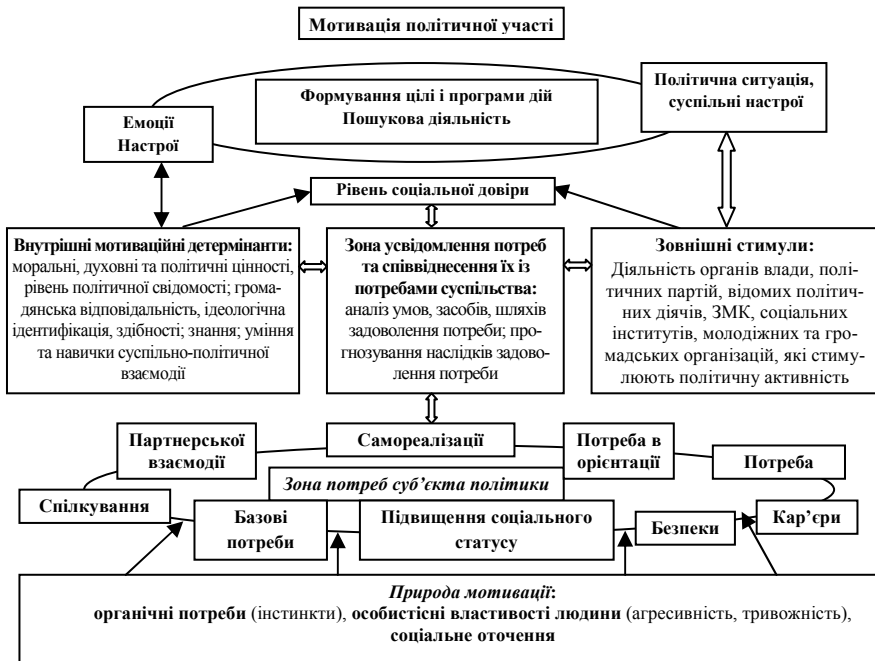 Мотивація політичної участі
Політична ситуація,
суспільні настрої
Формування цілі і програми дій
Пошукова діяльність
Емоції
Настрої
Рівень соціальної довіри
Внутрішні мотиваційні детермінанти:
моральні, духовні та політичні цінності,
рівень політичної свідомості; грома-
дянська відповідальність, ідеологічна
ідентифікація, здібності; знання; уміння
та навички суспільно-політичної
взаємодії
Зона усвідомлення потреб
та співвіднесення їх із
потребами суспільства:
аналіз умов, засобів, шляхів
задоволення потреби; про-
гнозування наслідків задово-
лення потреби
Зовнішні стимули:
Діяльність органів влади, полі-
тичних партій, відомих політич-
них діячів, ЗМК, соціальних
інститутів, молодіжних та гро-
мадських організацій, які стиму-
люють політичну активність
Партнерської
взаємодії
Самореалізації
Потреба в
орієнтації
Потреба
Зона потреб суб’єкта політики
Спілкування
Базові
потреби
Підвищення соціального
статусу
Безпеки
Кар’єри
Природа мотивації:
органічні потреби (інстинкти), особистісні властивості людини (агресивність, тривожність),
соціальне оточення